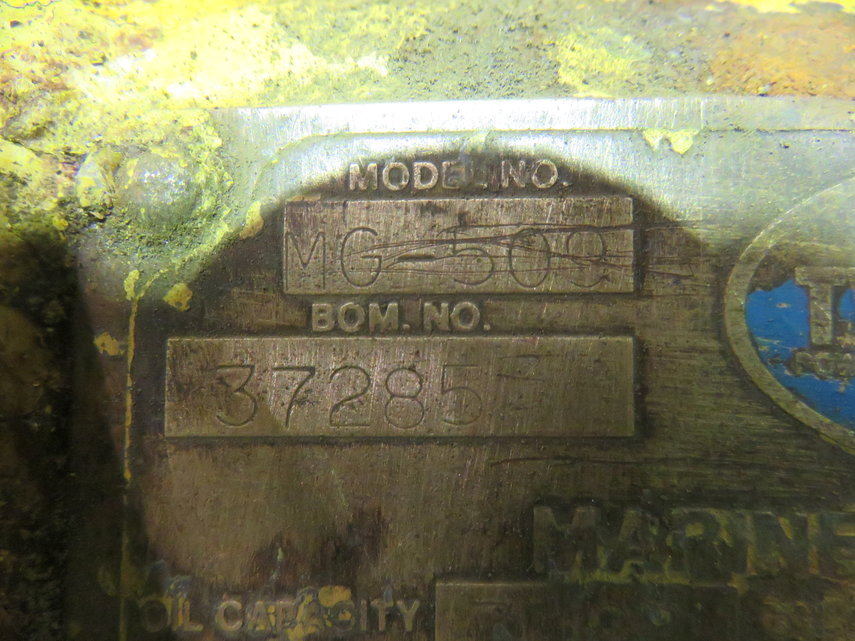 MODEL NO.
MG-509
BOM. NO.
37285
MARINE
OIL CAPACITY